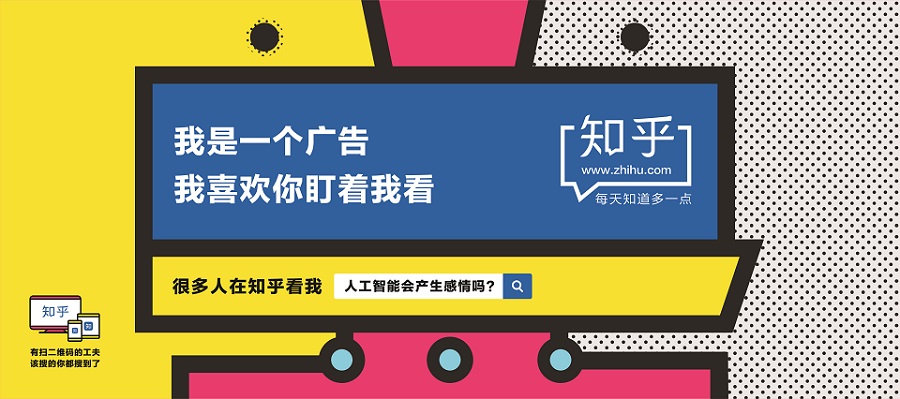 我是一个广告
我喜欢你盯着我看
知乎
www.zhihu.com
每天知道多一点
很多人在知乎看我
人工智能会产生感情吗?
知乎
知
知
有扫二维码的工夫
该搜的你都搜到了